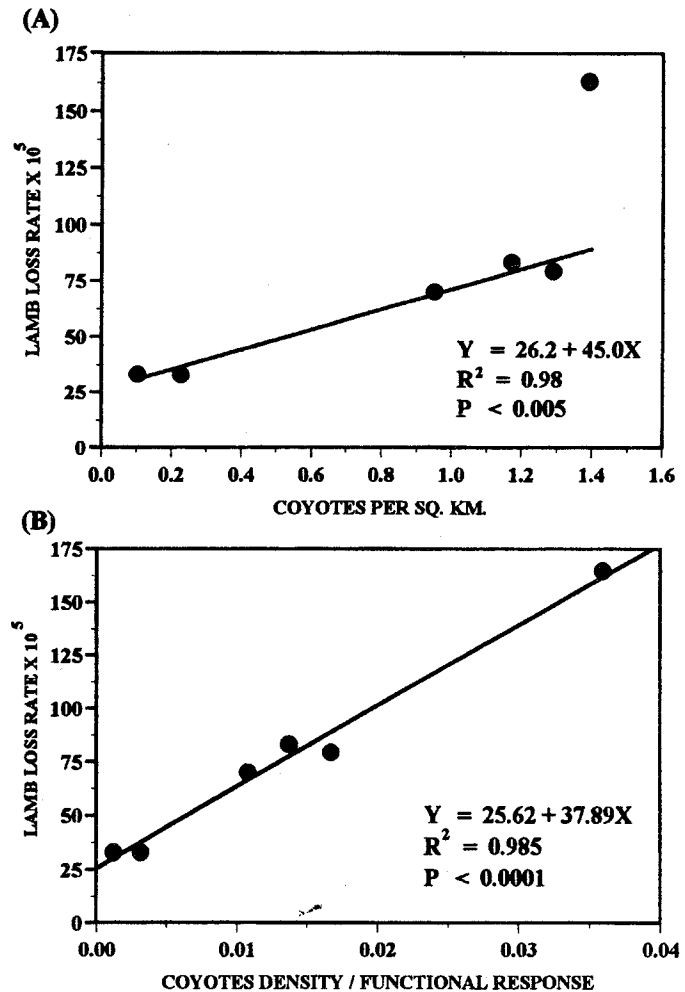 (A)
175
150
125
100
75
50
25
0
LAMB LOSS RATE X 10^5
Y = 26.2 + 45.0X
R^2 = 0.98
P < 0.005
0.0 0.2 0.4 0.6 0.8 1.0 1.2 1.4 1.6
COYOTES PER SQ. KM.
(B)
175
150
125
100
75
50
25
0
LAMB LOSS RATE X 10^5
Y = 25.62 + 37.89X
R^2 = 0.985
P < 0.0001
0.00 0.01 0.02 0.03 0.04
COYOTES DENSITY / FUNCTIONAL RESPONSE